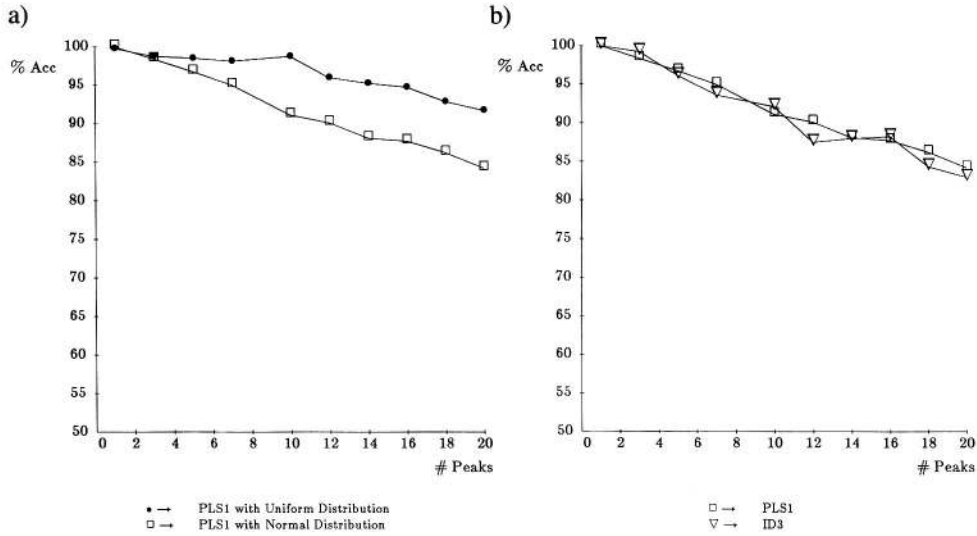 a)
% Acc
100
95
90
85
80
75
70
65
60
55
50
0 2 4 6 8 10 12 14 16 18 20
# Peaks
PLS1 with Uniform Distribution
PLS1 with Normal Distribution
b)
% Acc
100
95
90
85
80
75
70
65
60
55
50
0 2 4 6 8 10 12 14 16 18 20
# Peaks
PLS1
ID3